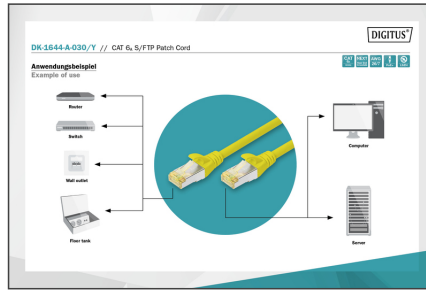 DIGITUS®
DK-1644-A-030/Y // CAT 6A S/FTP Patch Cord
Anwendungsbeispiel
Example of use
CAT
Router
Switch
Wall outlet
Floor tank
Computer
Server